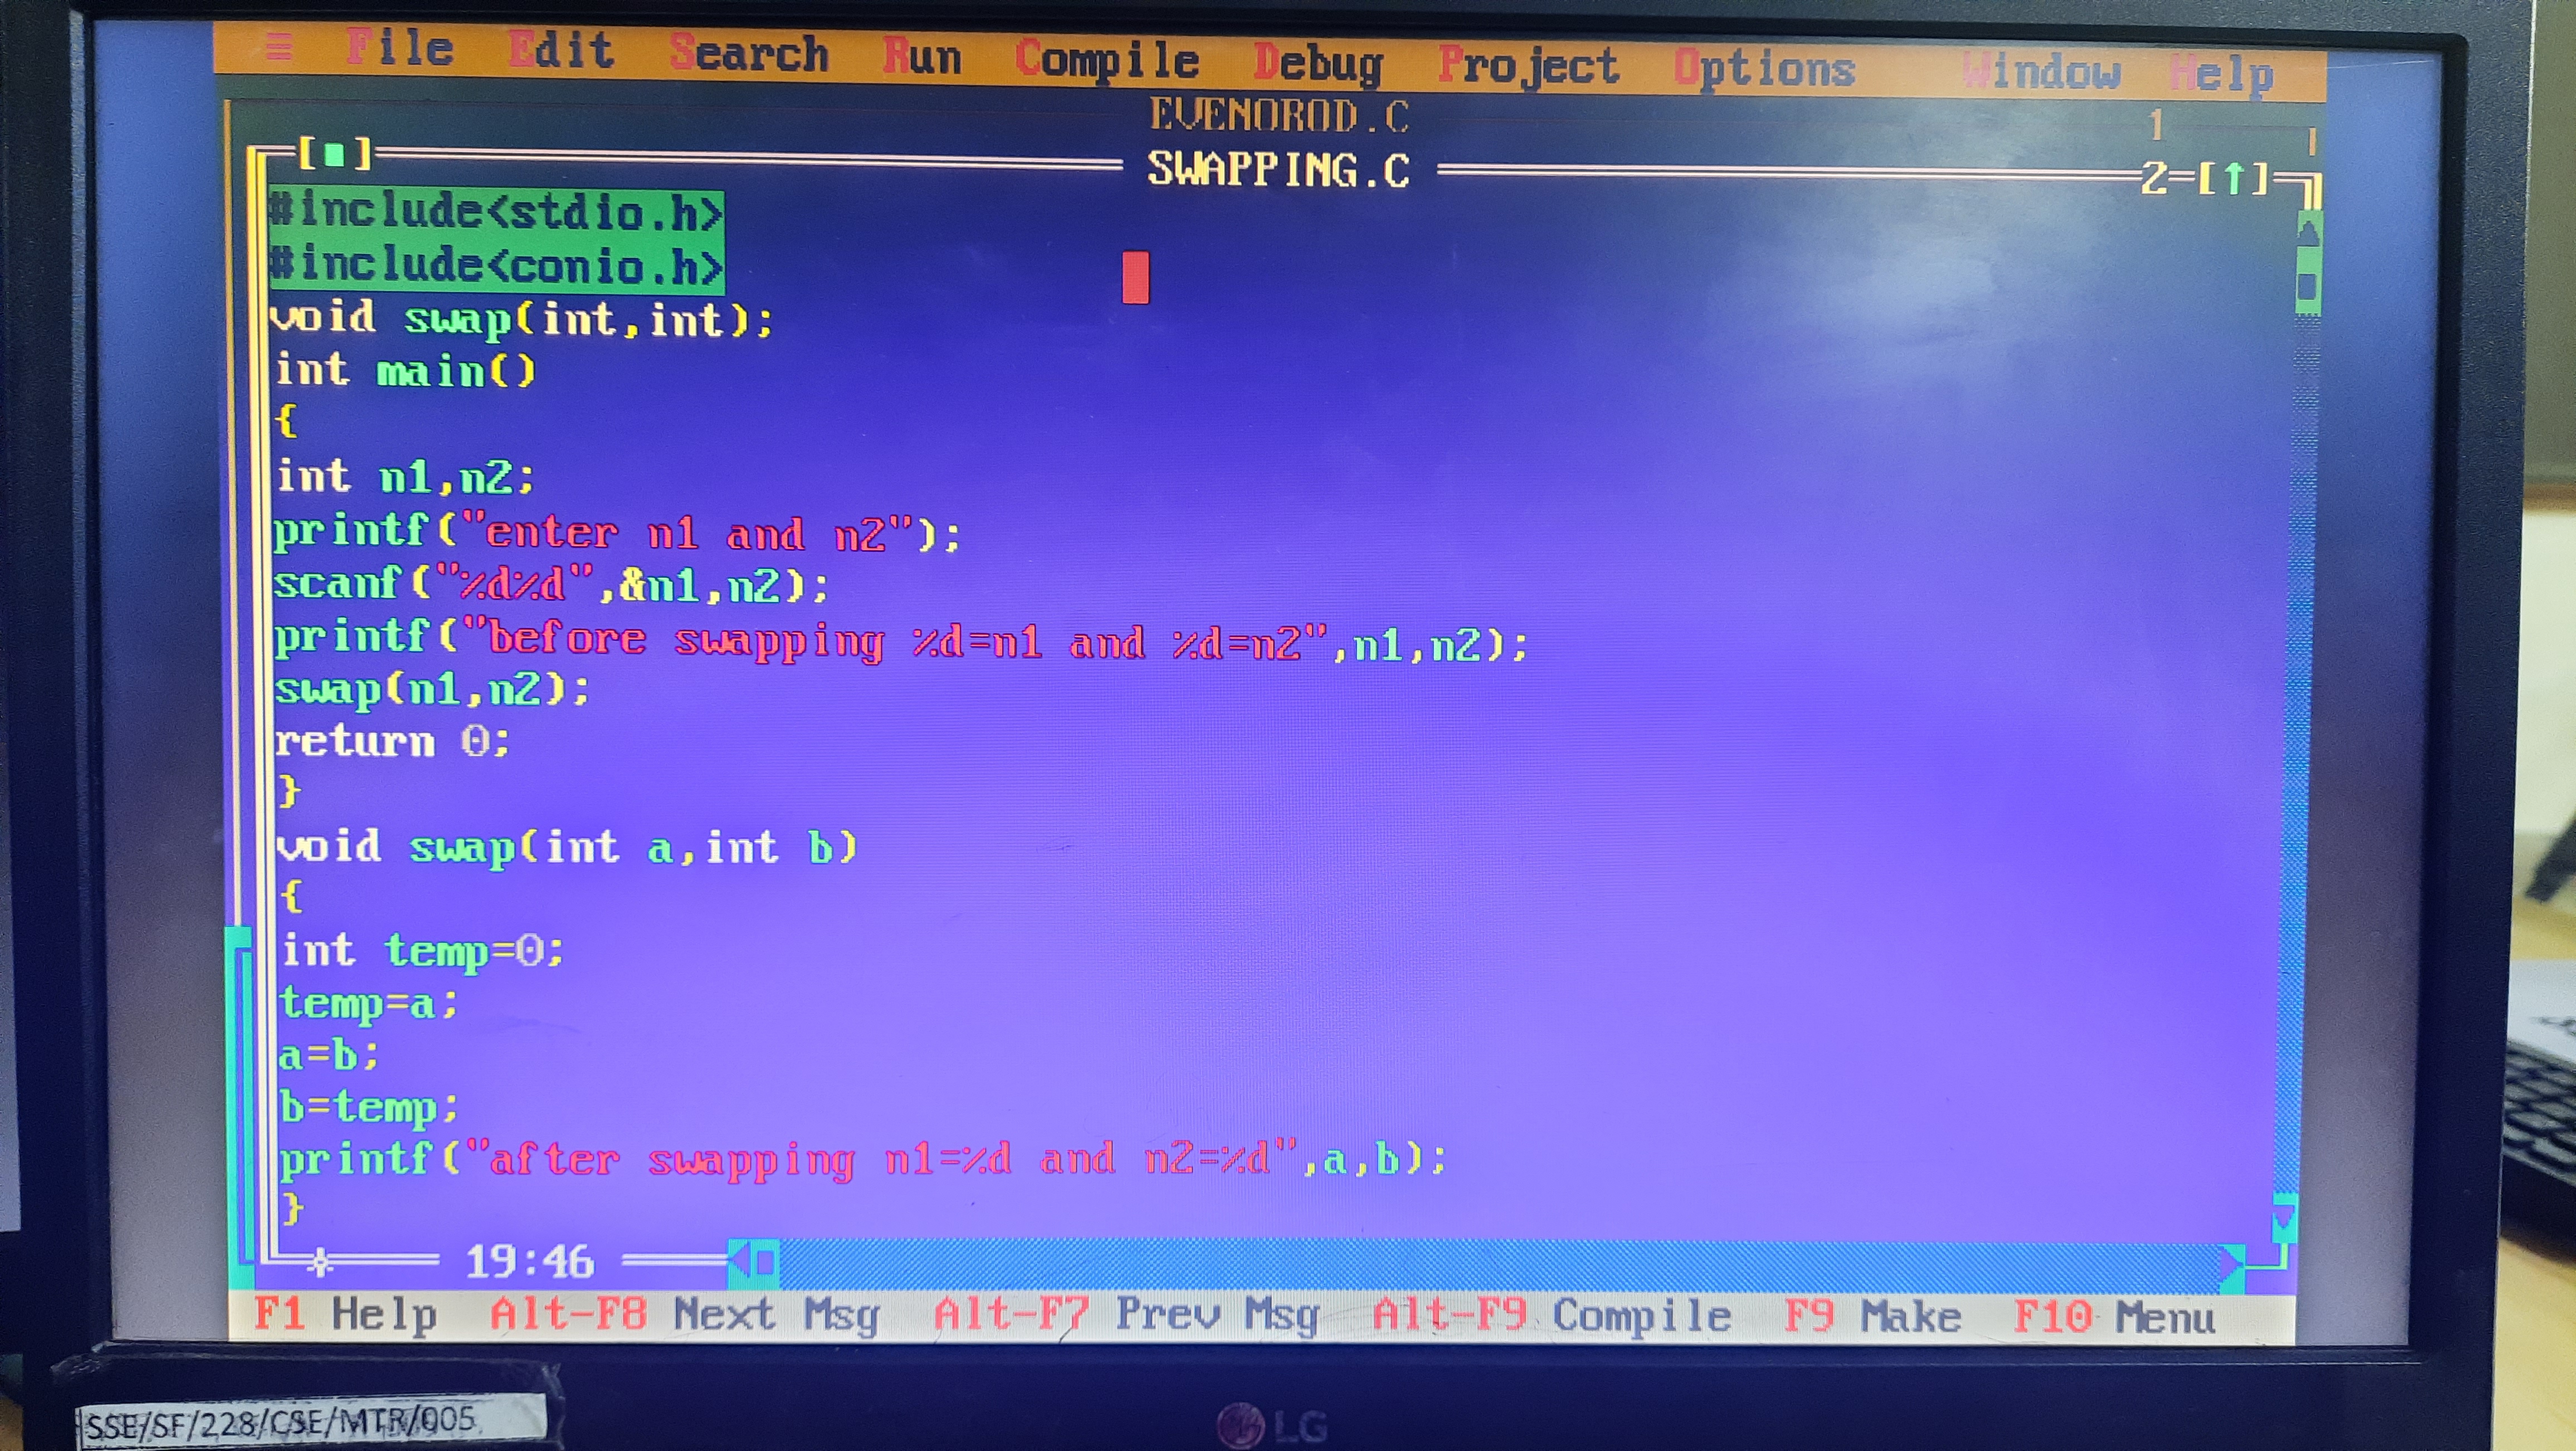 ≡ File Edit Search Run Compile Debug Project Options Window Help
EVENOROD.C 1
[■] SWAPPING.C 2=[↑]
#include<stdio.h>
#include<conio.h>
void swap(int,int);
int main()
{
int n1,n2;
printf("enter n1 and n2");
scanf("%d%d",&n1,n2);
printf("before swapping %d=n1 and %d=n2",n1,n2);
swap(n1,n2);
return 0;
}
void swap(int a,int b)
{
int temp=0;
temp=a;
a=b;
b=temp;
printf("after swapping n1=%d and n2=%d",a,b);
}
19:46
F1 Help Alt-F8 Next Msg Alt-F7 Prev Msg Alt-F9 Compile F9 Make F10 Menu
SSE/SF/228/CSE/MTR/005
LG